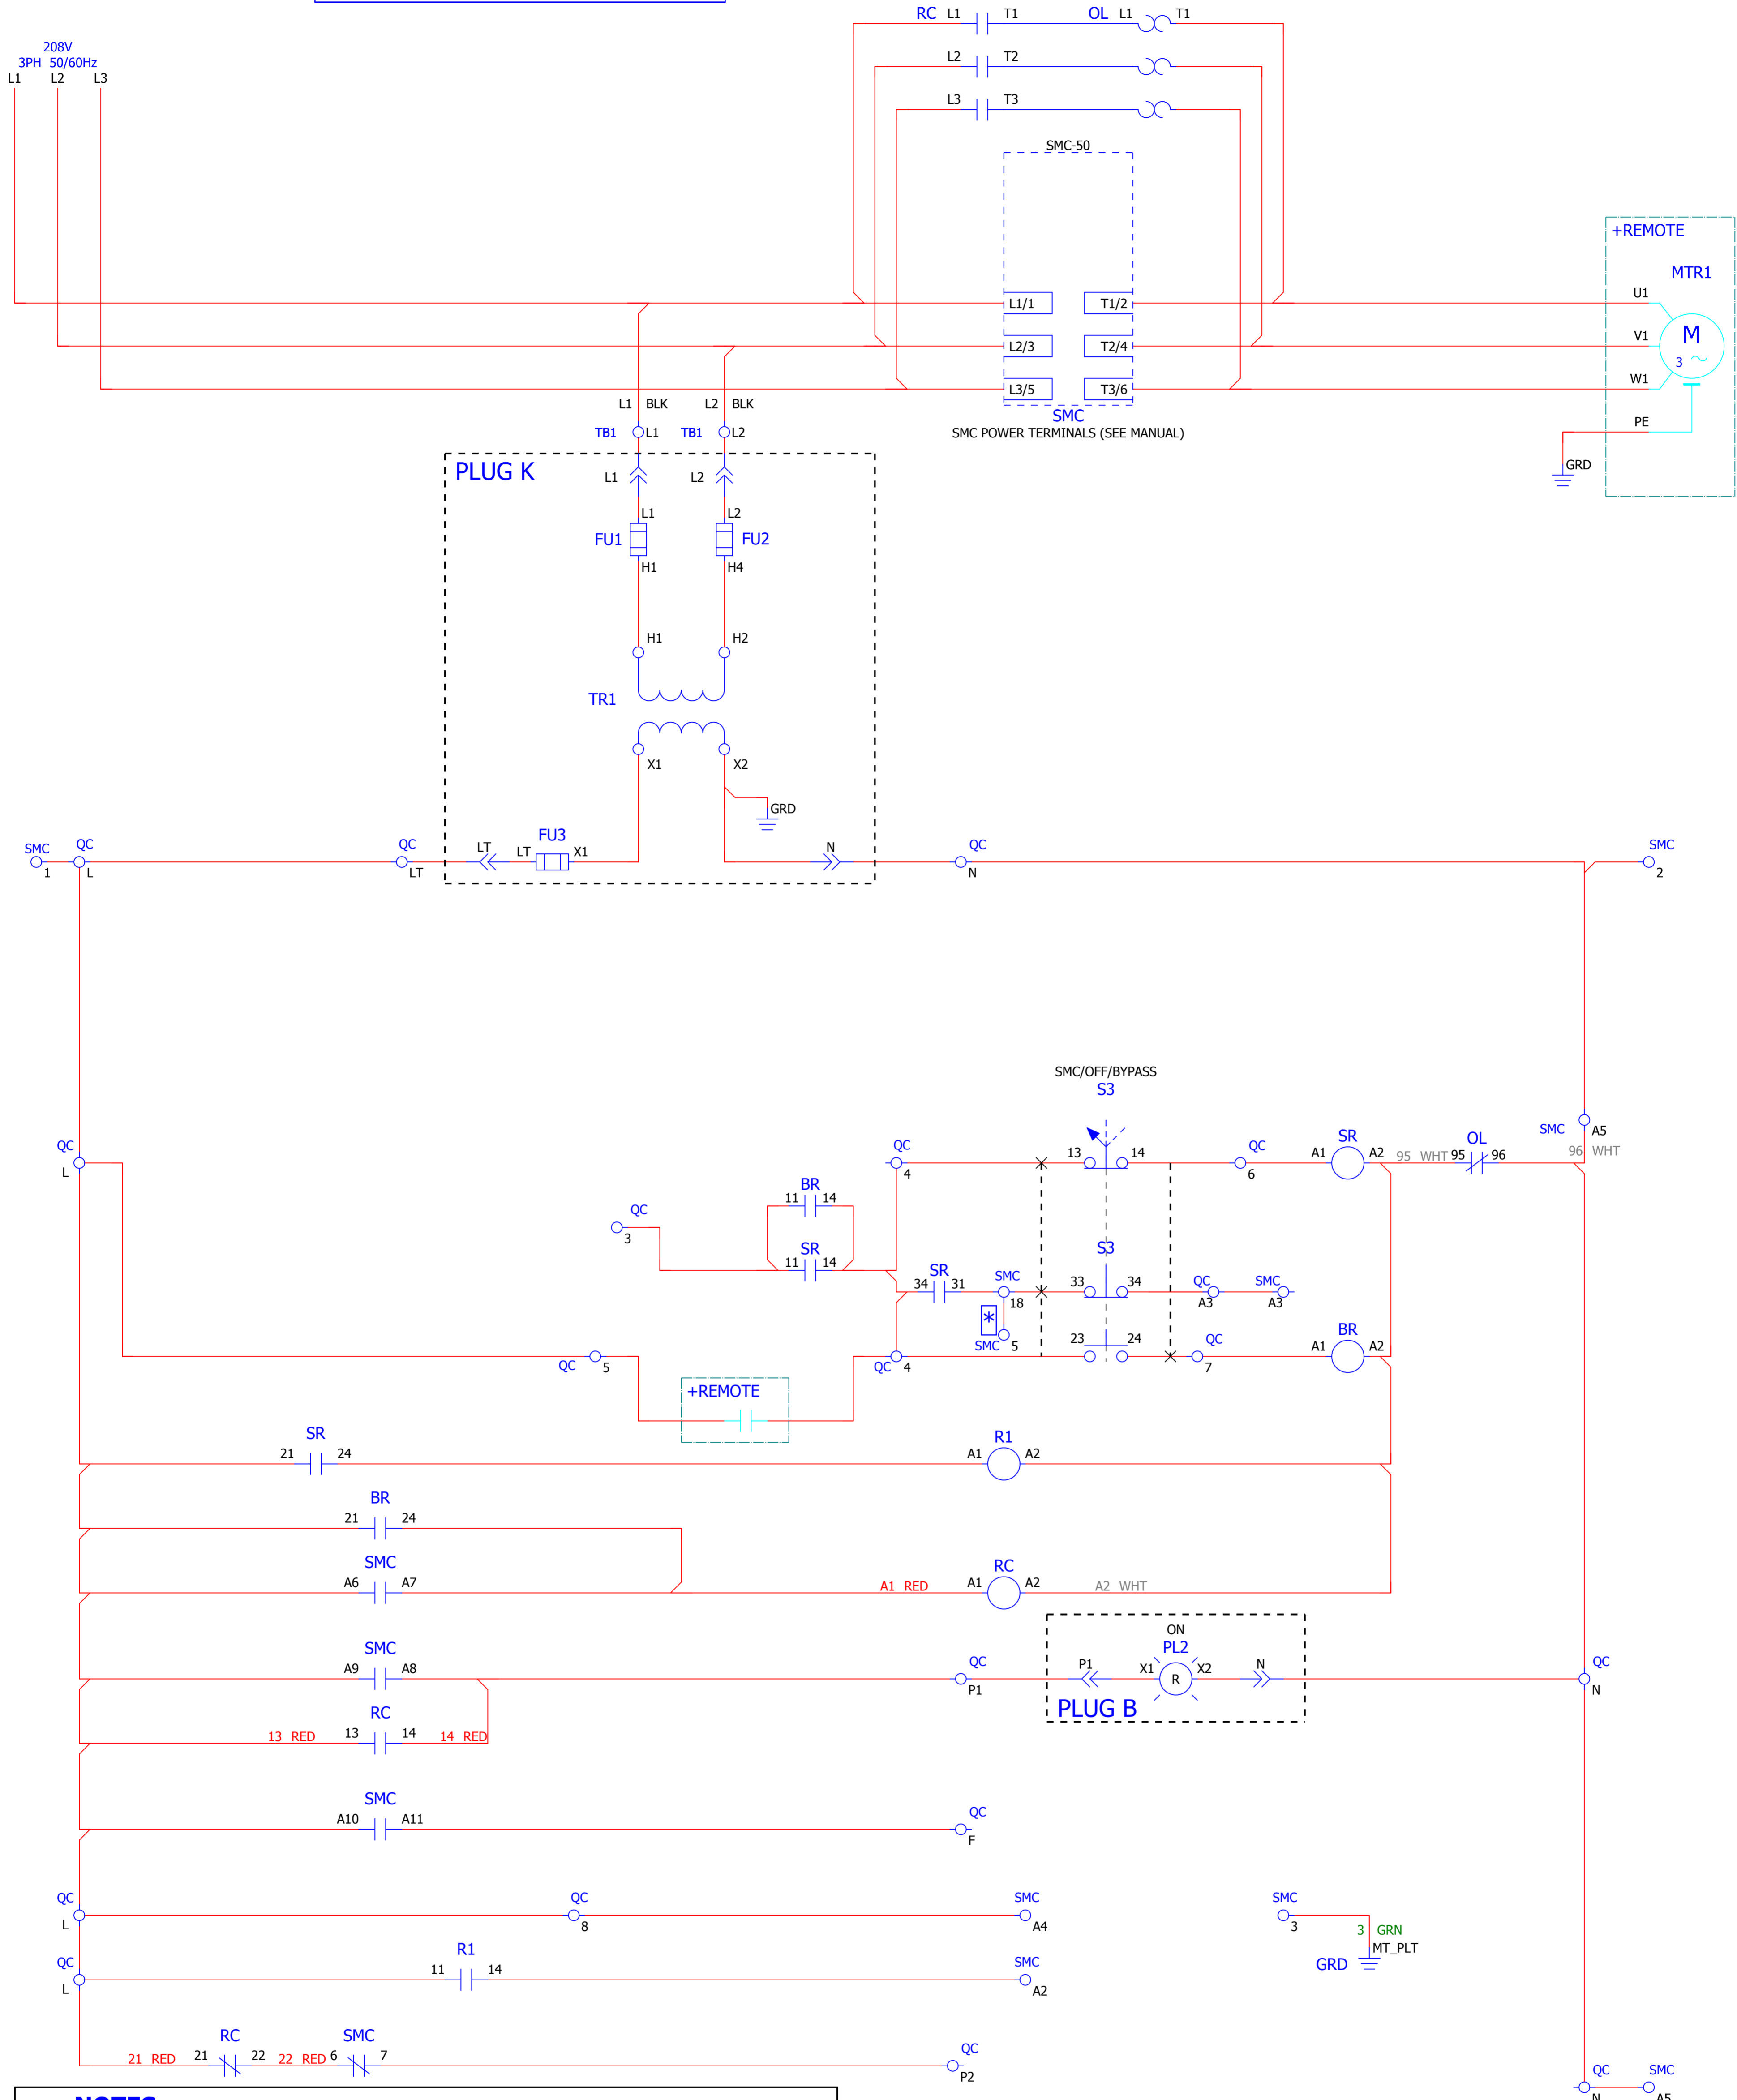 RC L1 T1 OL L1 T1
208V
3PH 50/60Hz
L1 L2 L3
L2 T2
L3 T3
SMC-50
+REMOTE
MTR1
U1
L1/1 T1/2
V1 M
L2/3 T2/4
3
W1
L3/5 T3/6
L1 BLK L2 BLK
SMC
PE
TB1 L1 TB1 L2
SMC POWER TERMINALS (SEE MANUAL)
PLUG K
GRD
L1 L2
L1 L2
FU1 FU2
H1 H4
H1 H2
TR1
X1 X2
GRD
FU3
SMC QC QC LT LT X1 N QC SMC
1 L LT N 2
SMC/OFF/BYPASS
S3
SMC A5
QC QC 13 14 QC SR OL
L 4 6 A1 A2 95 WHT 95 96 96 WHT
BR
11 14
QC
3
SR S3
11 14
SR
34 31 SMC 33 34 QC SMC
18 A3 A3
*
SMC 5 23 24 QC BR
QC 5 QC 4 7 A1 A2
+REMOTE
SR R1
21 24 A1 A2
BR
21 24
SMC RC
A6 A7 A1 RED A1 A2 A2 WHT
ON
SMC PL2
A9 A8 QC P1 X1 R X2 N QC
P1 N
RC PLUG B
13 RED 13 14 14 RED
SMC
A10 A11 QC
F
QC QC SMC SMC
L 8 A4 3
3 GRN
R1 MT_PLT
QC 11 14 SMC GRD
L A2
RC SMC
21 RED 21 22 22 RED 6 7 QC
P2
QC SMC
N A5
NOTES